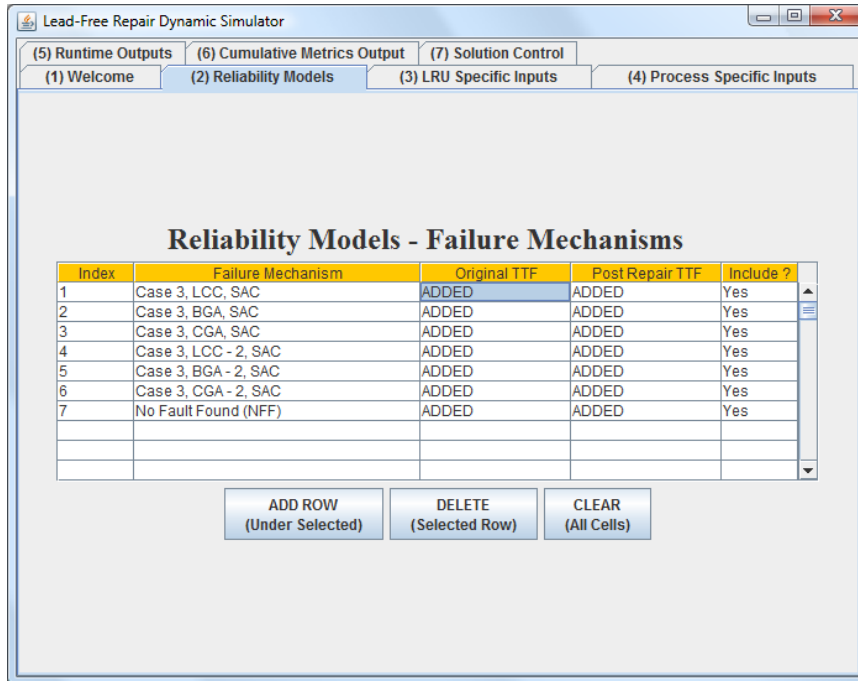 Lead-Free Repair Dynamic Simulator
(5) Runtime Outputs (6) Cumulative Metrics Output (7) Solution Control
(1) Welcome (2) Reliability Models (3) LRU Specific Inputs (4) Process Specific Inputs
Reliability Models - Failure Mechanisms
Index Failure Mechanism Original TTF Post Repair TTF Include ?
1 Case 3, LCC, SAC ADDED ADDED Yes
2 Case 3, BGA, SAC ADDED ADDED Yes
3 Case 3, CGA, SAC ADDED ADDED Yes
4 Case 3, LCC - 2, SAC ADDED ADDED Yes
5 Case 3, BGA - 2, SAC ADDED ADDED Yes
6 Case 3, CGA - 2, SAC ADDED ADDED Yes
7 No Fault Found (NFF) ADDED ADDED Yes
ADD ROW DELETE CLEAR
(Under Selected) (Selected Row) (All Cells)